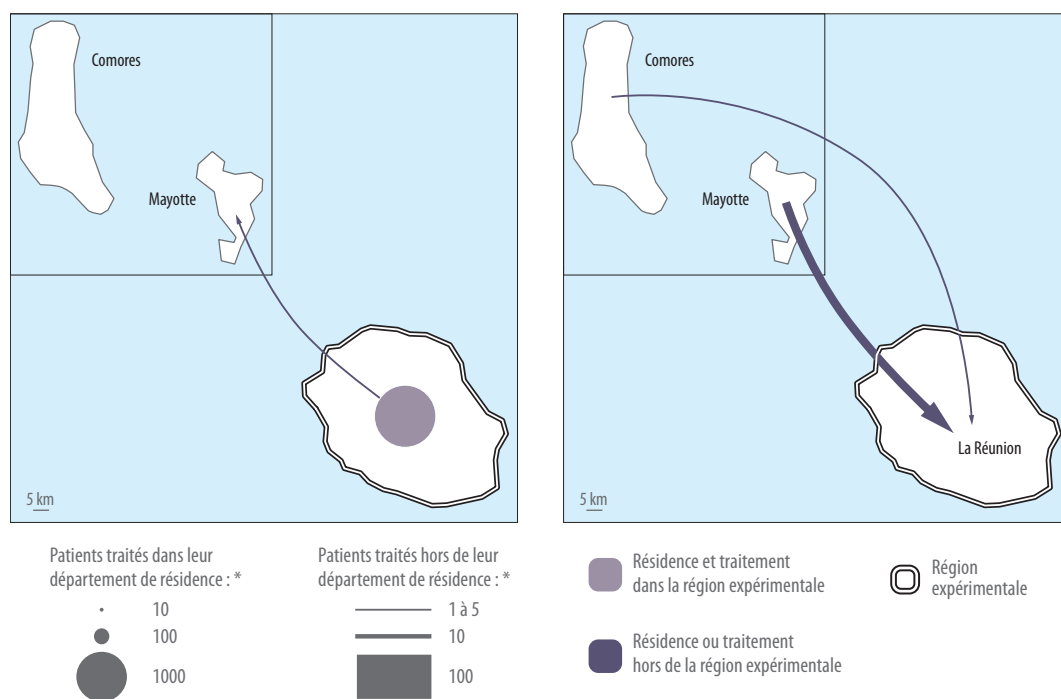 Comores
Mayotte
5 km
Comores
Mayotte
La Réunion
5 km
Patients traités dans leur
département de résidence : *
10
100
1000
Patients traités hors de leur
département de résidence : *
1 à 5
10
100
Résidence et traitement
dans la région expérimentale
Résidence ou traitement
hors de la région expérimentale
Région
expérimentale